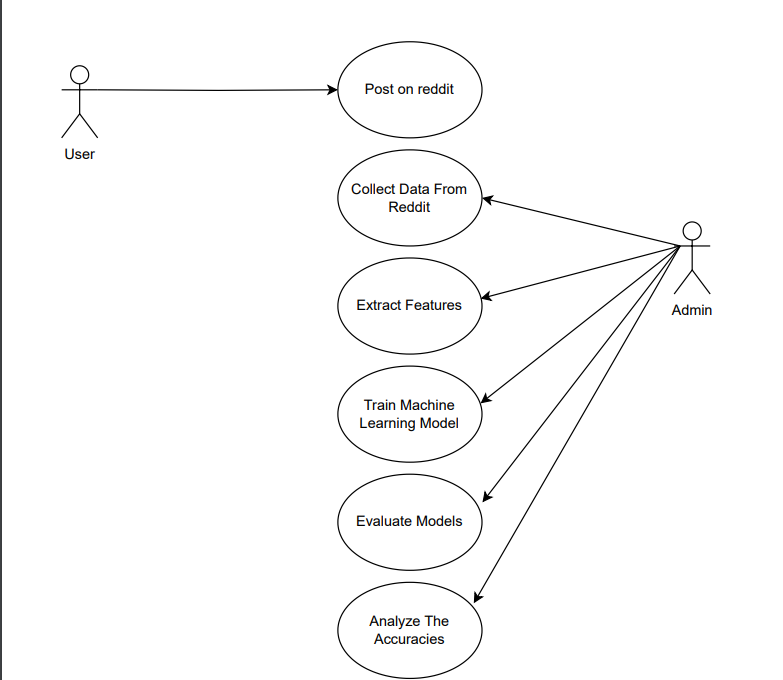 Post on reddit
User
Collect Data From
Reddit
Extract Features
Admin
Train Machine
Learning Model
Evaluate Models
Analyze The
Accuracies